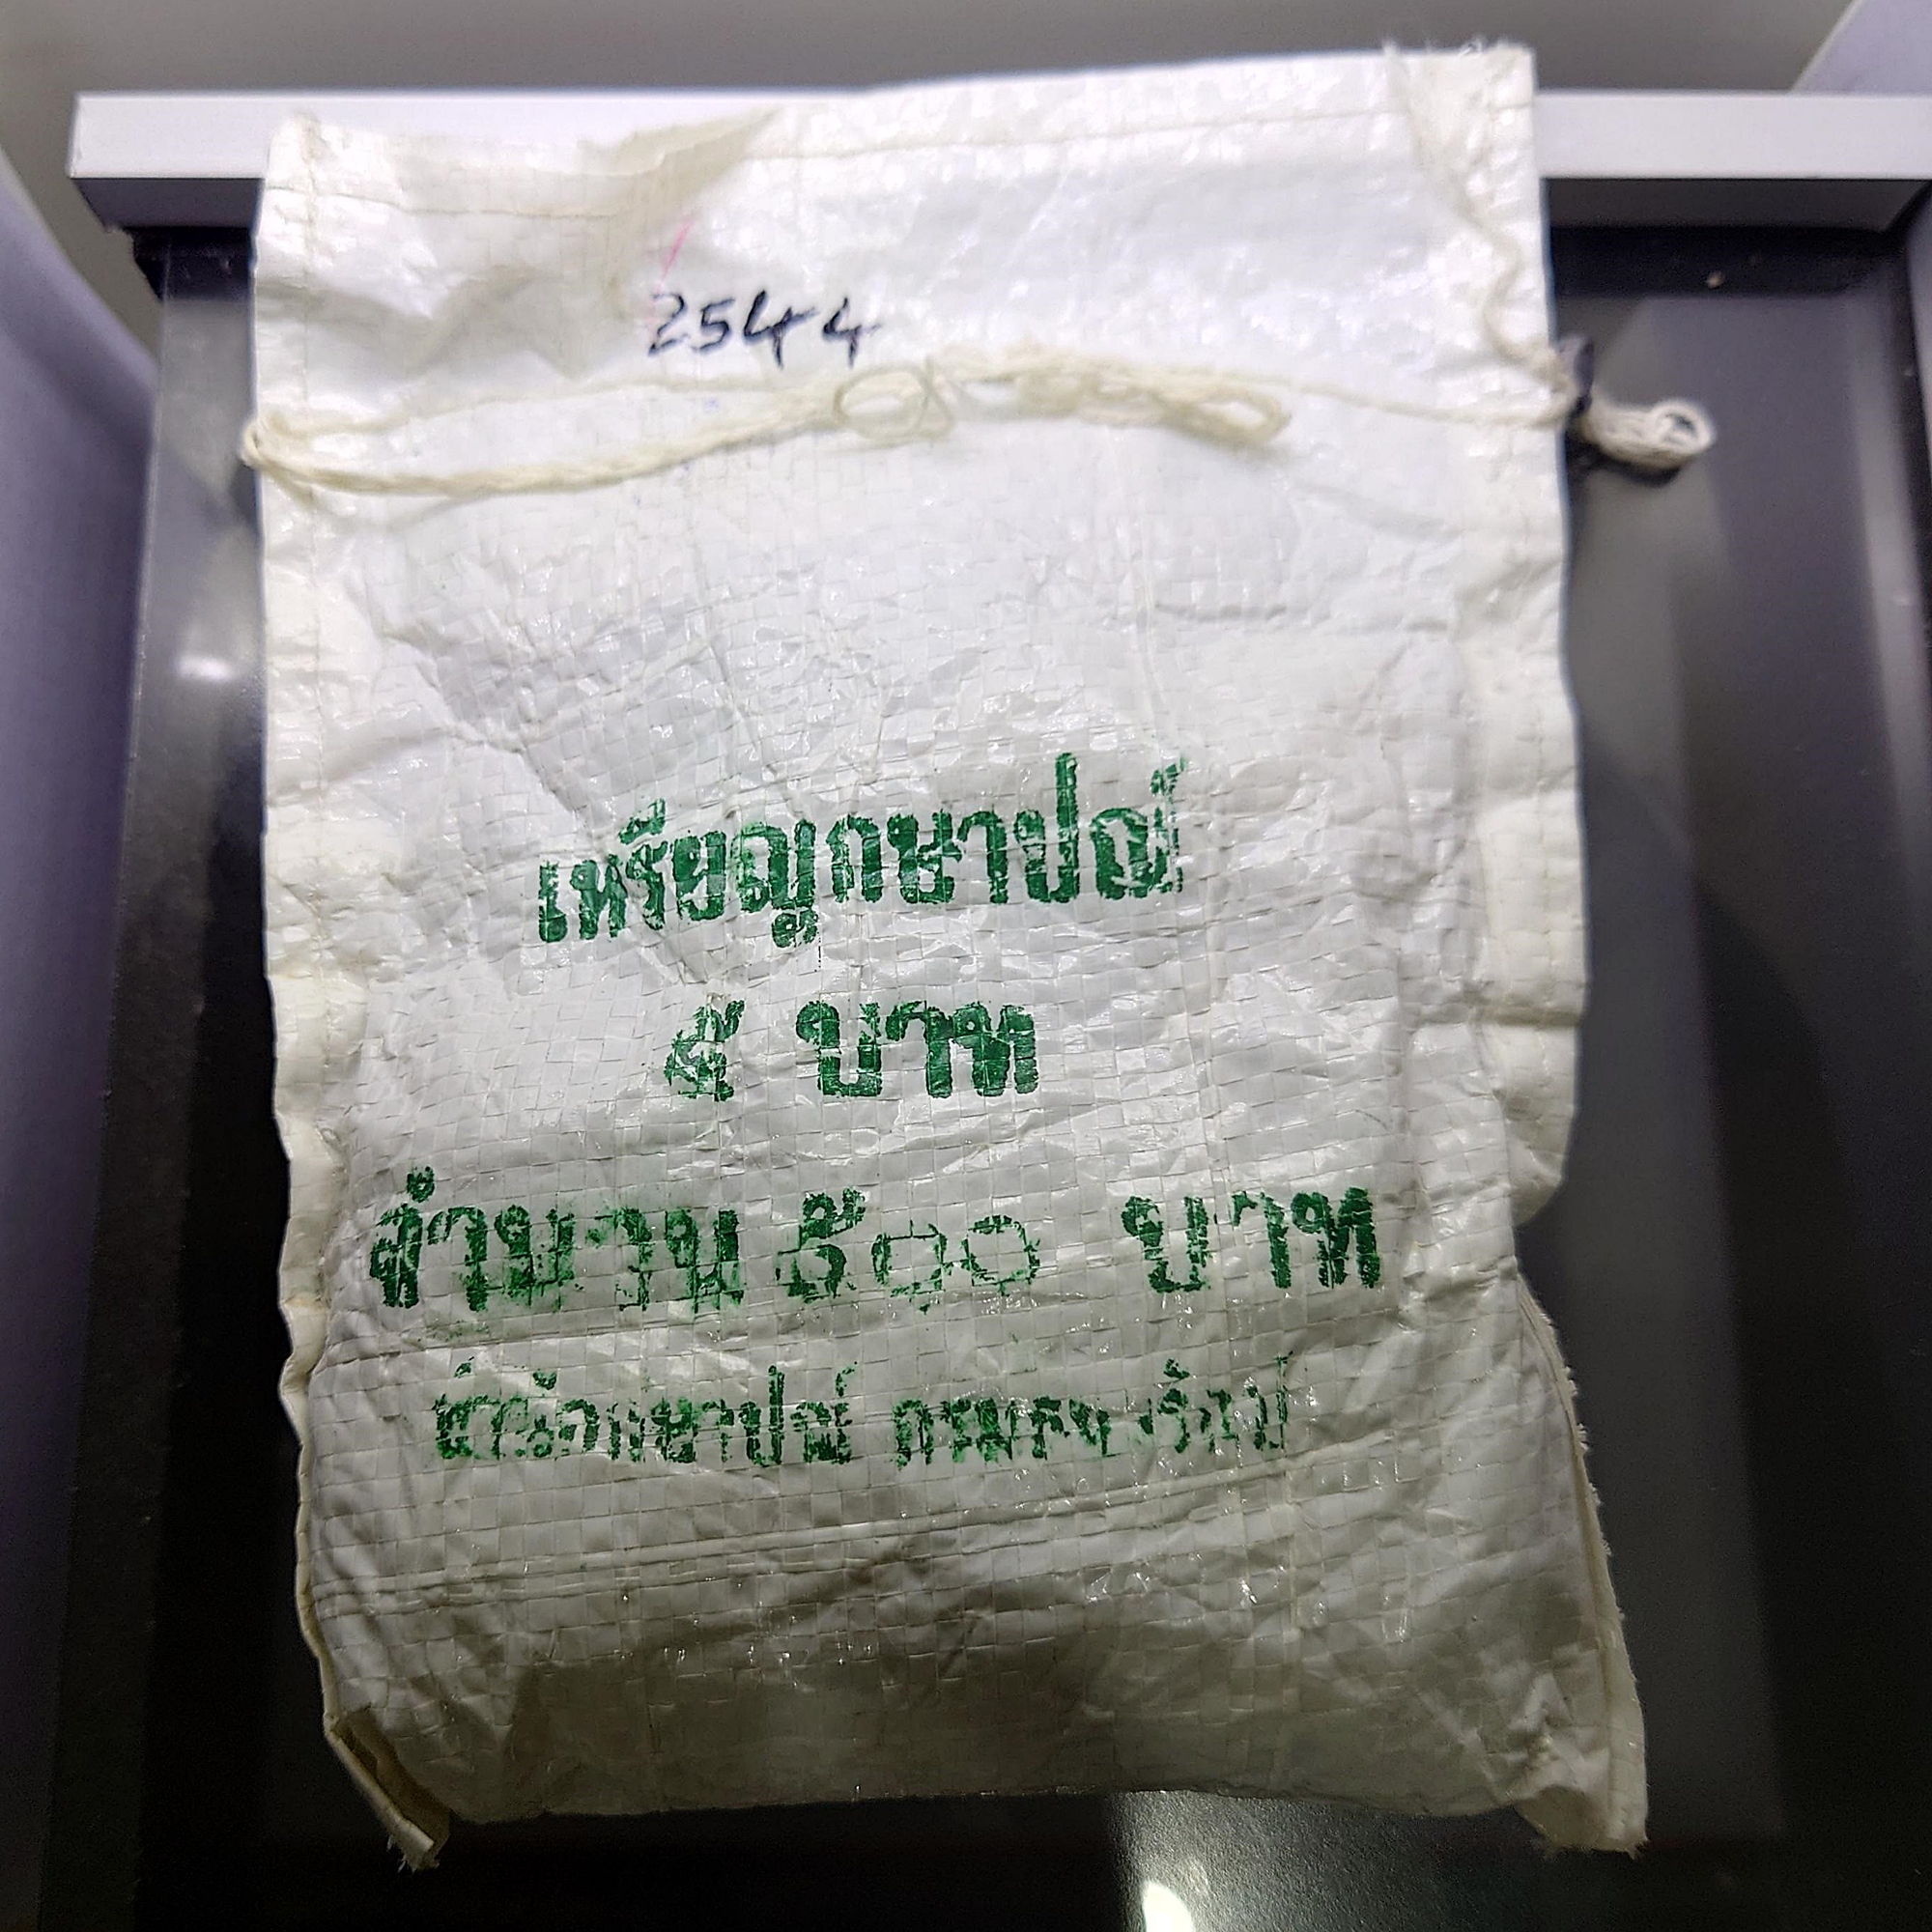 2544
เหรียญกษาปณ์
๕ บาท
จำนวน ๕๐๐ บาท
สำนักกษาปณ์ กรมธนารักษ์